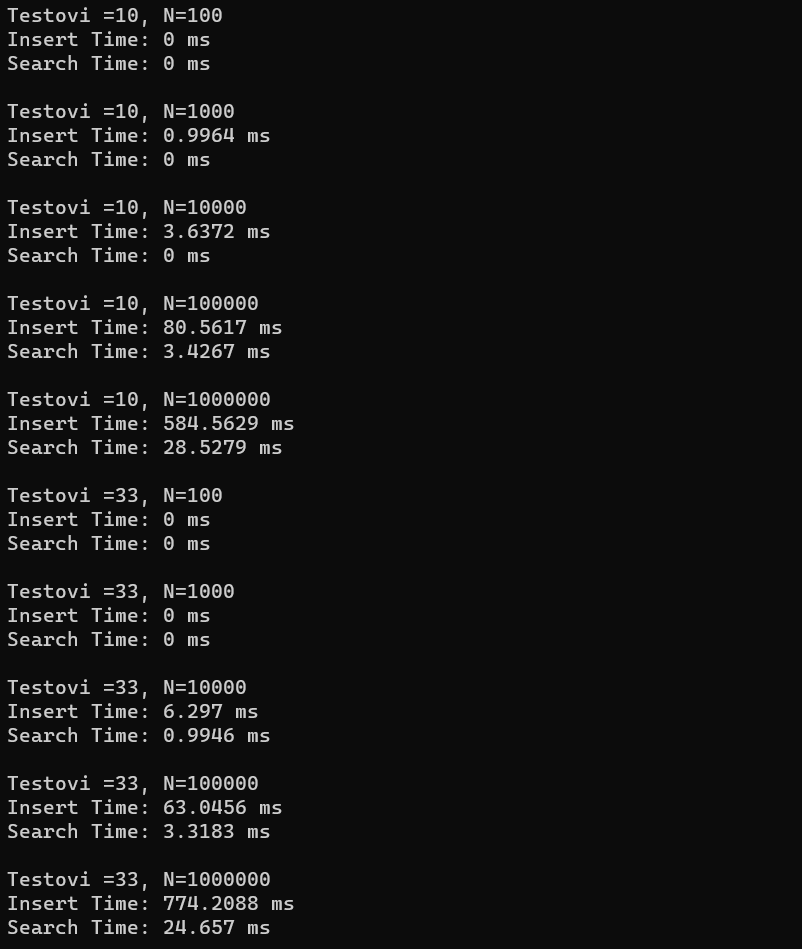 Testovi =10, N=100
Insert Time: 0 ms
Search Time: 0 ms
Testovi =10, N=1000
Insert Time: 0.9964 ms
Search Time: 0 ms
Testovi =10, N=10000
Insert Time: 3.6372 ms
Search Time: 0 ms
Testovi =10, N=100000
Insert Time: 80.5617 ms
Search Time: 3.4267 ms
Testovi =10, N=1000000
Insert Time: 584.5629 ms
Search Time: 28.5279 ms
Testovi =33, N=100
Insert Time: 0 ms
Search Time: 0 ms
Testovi =33, N=1000
Insert Time: 0 ms
Search Time: 0 ms
Testovi =33, N=10000
Insert Time: 6.297 ms
Search Time: 0.9946 ms
Testovi =33, N=100000
Insert Time: 63.0456 ms
Search Time: 3.3183 ms
Testovi =33, N=1000000
Insert Time: 774.2088 ms
Search Time: 24.657 ms